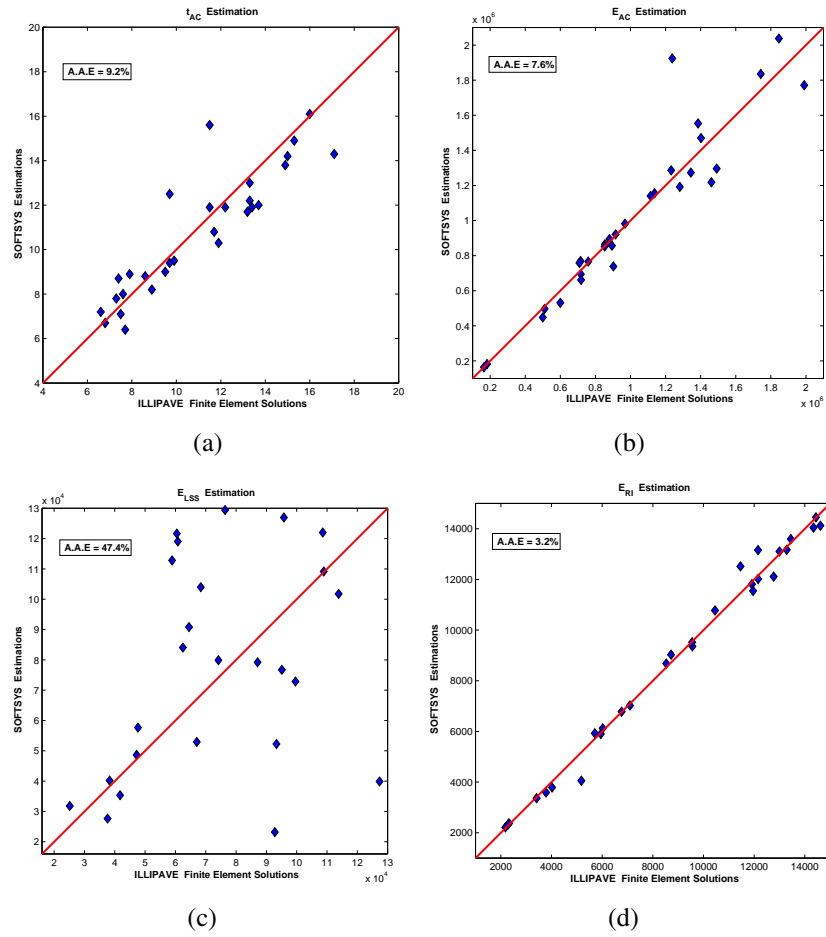 t_AC Estimation
20
18
16
14
12
10
8
6
4
A.A.E = 9.2%
SOFTSYS Estimations
4 6 8 10 12 14 16 18 20
ILLIPAVE Finite Element Solutions
(a)
E_AC Estimation
x 10^6
2
1.8
1.6
1.4
1.2
1
0.8
0.6
0.4
0.2
A.A.E = 7.6%
SOFTSYS Estimations
0.2 0.4 0.6 0.8 1 1.2 1.4 1.6 1.8 2
ILLIPAVE Finite Element Solutions
x 10^6
(b)
E_LSS Estimation
x 10^4
13
12
11
10
9
8
7
6
5
4
3
2
A.A.E = 47.4%
SOFTSYS Estimations
2 3 4 5 6 7 8 9 10 11 12 13
ILLIPAVE Finite Element Solutions
x 10^4
(c)
E_RI Estimation
14000
12000
10000
8000
6000
4000
2000
A.A.E = 3.2%
SOFTSYS Estimations
2000 4000 6000 8000 10000 12000 14000
ILLIPAVE Finite Element Solutions
(d)